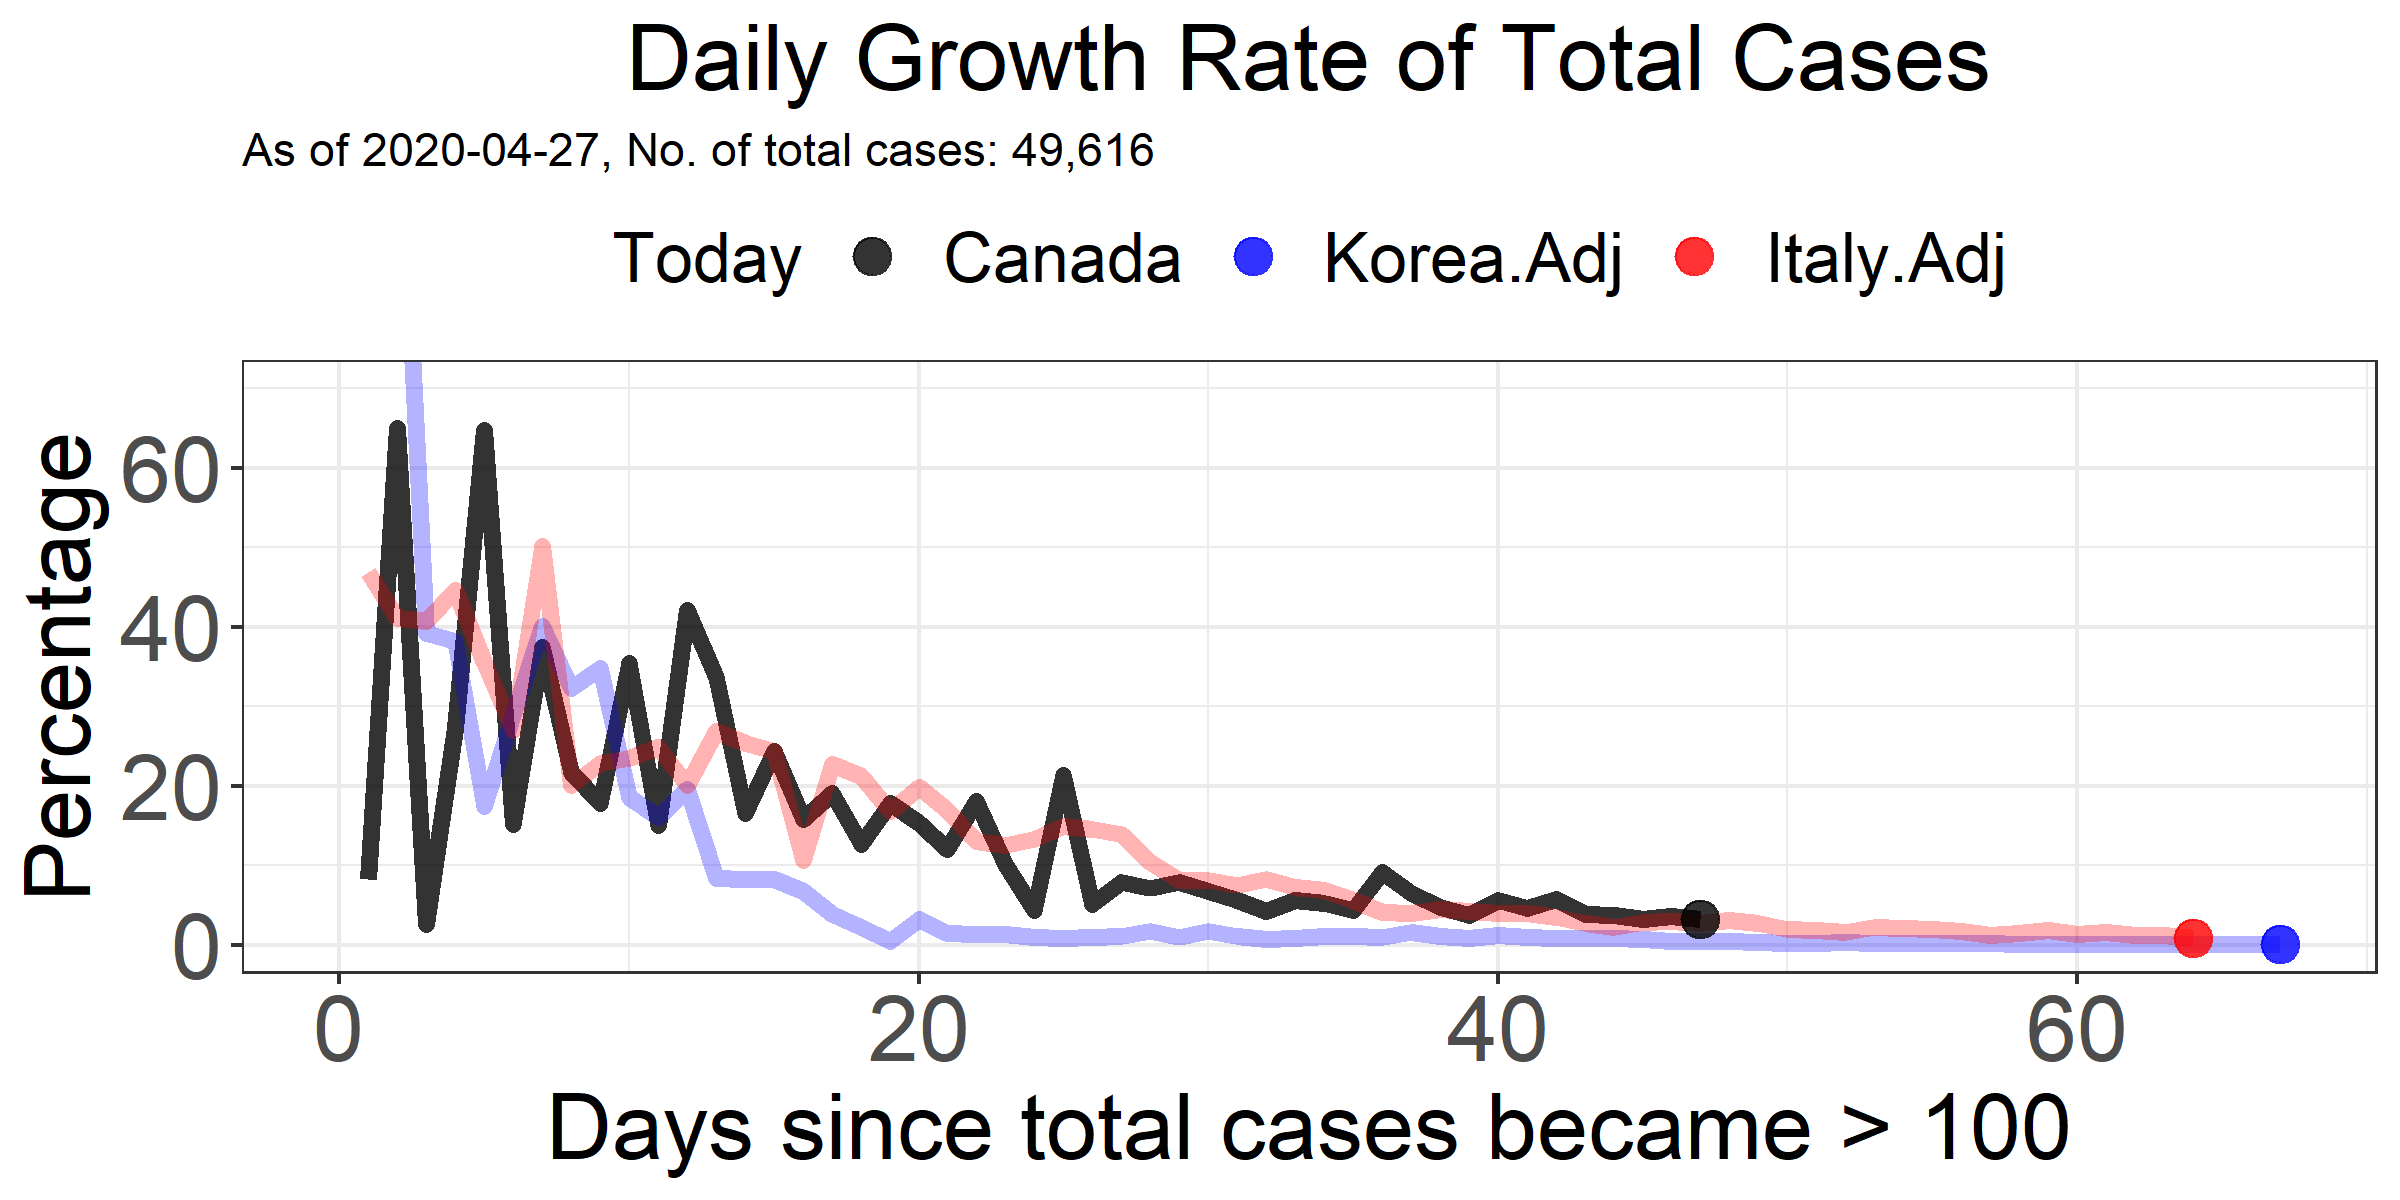 Daily Growth Rate of Total Cases
As of 2020-04-27, No. of total cases: 49,616
Today Canada Korea.Adj Italy.Adj
Percentage
60
40
20
0
0 20 40 60
Days since total cases became > 100